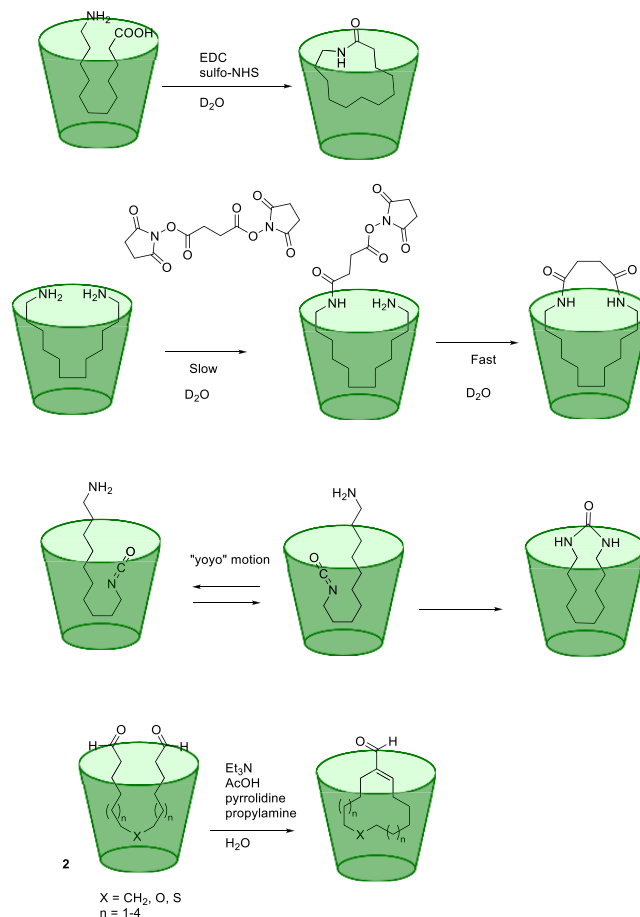 NH2
COOH
EDC
sulfo-NHS
D2O
O
N
H
O
O
N
O
O
O
O
O
N
O
O
NH2
H2N
Slow
D2O
O
N
O
O
O
O
NH
H2N
Fast
D2O
O
O
NH
HN
NH2
O
C
N
"yoyo" motion
H2N
O
C
N
O
HN
NH
H
O
O
H
( )n
( )n
X
2
X = CH2, O, S
n = 1-4
Et3N
AcOH
pyrrolidine
propylamine
H2O
O
H
( )n
X
( )n